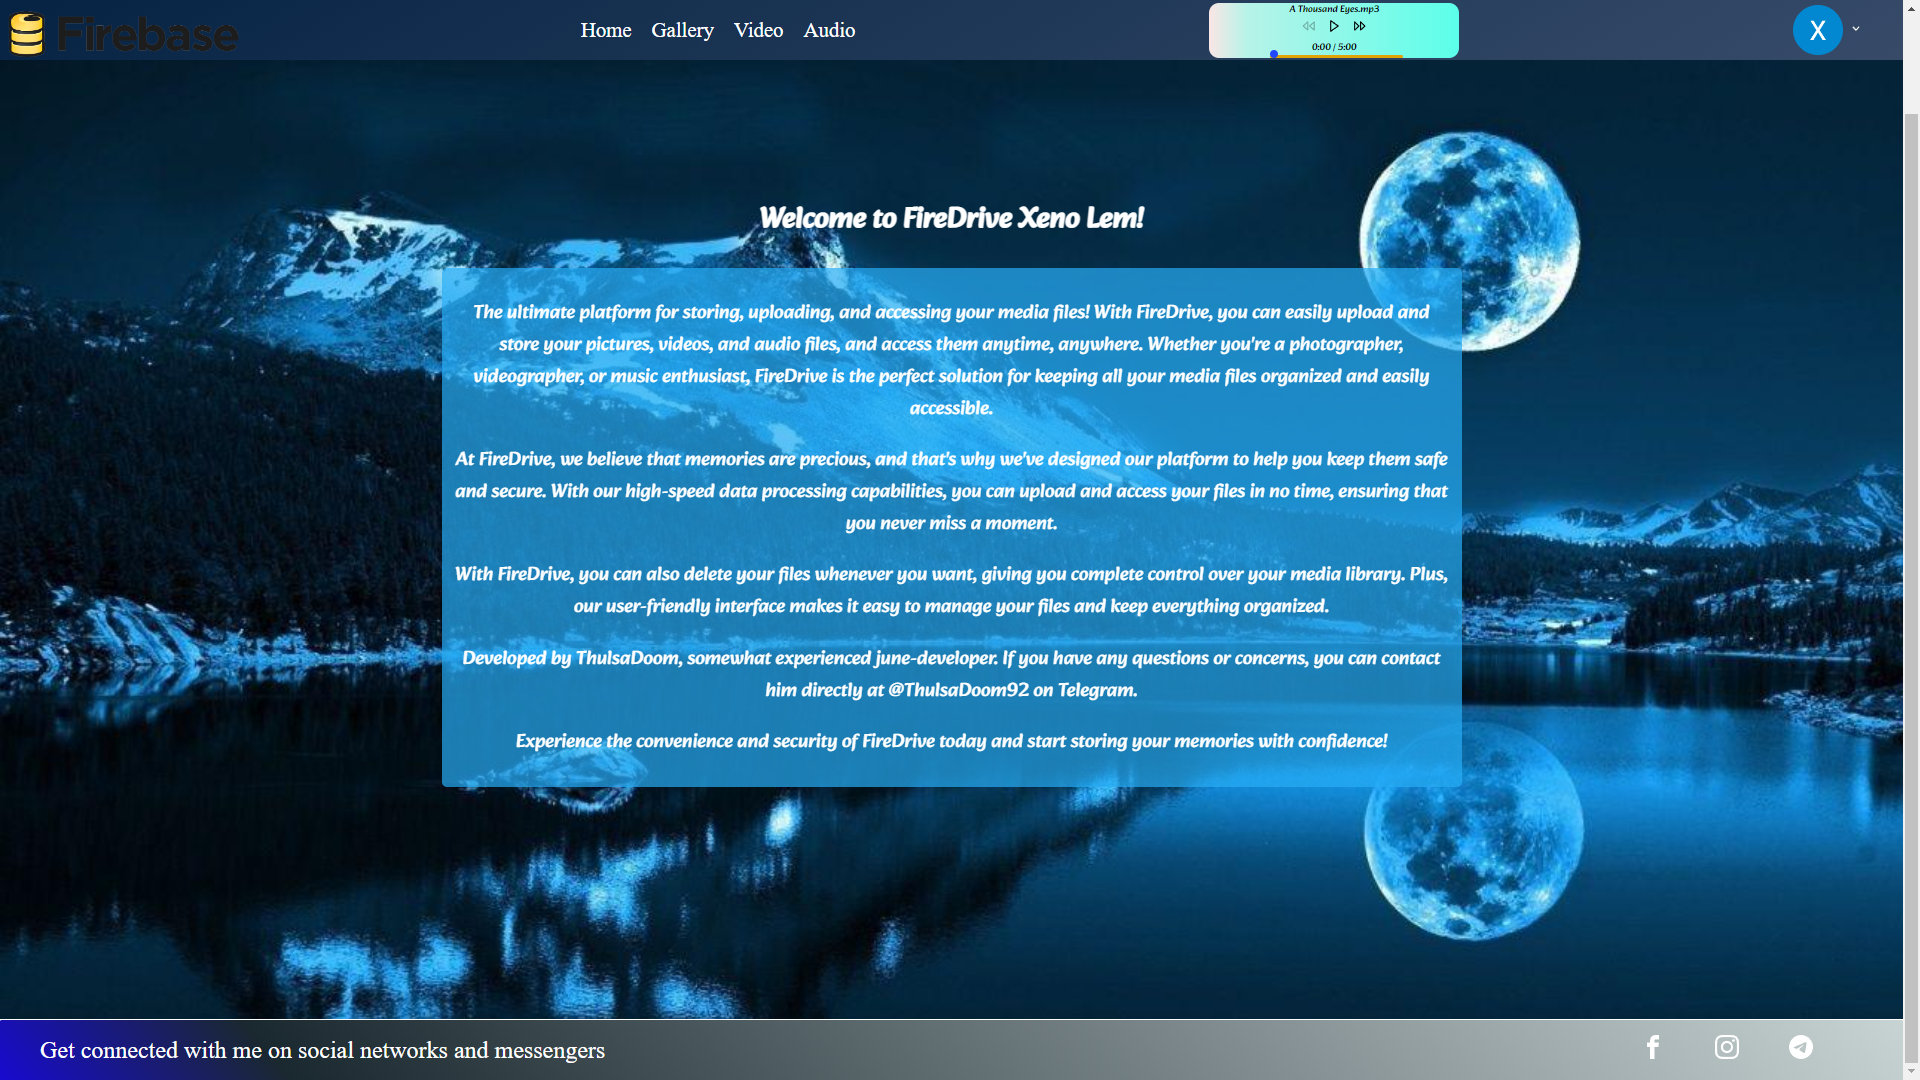 Firebase
Home Gallery Video Audio
A Thousand Eyes.mp3
0:00 / 5:00
X
Welcome to FireDrive Xeno Lem!
The ultimate platform for storing, uploading, and accessing your media files! With FireDrive, you can easily upload and
store your pictures, videos, and audio files, and access them anytime, anywhere. Whether you're a photographer,
videographer, or music enthusiast, FireDrive is the perfect solution for keeping all your media files organized and easily
accessible.
At FireDrive, we believe that memories are precious, and that's why we've designed our platform to help you keep them safe
and secure. With our high-speed data processing capabilities, you can upload and access your files in no time, ensuring that
you never miss a moment.
With FireDrive, you can also delete your files whenever you want, giving you complete control over your media library. Plus,
our user-friendly interface makes it easy to manage your files and keep everything organized.
Developed by ThulsaDoom, somewhat experienced june-developer. If you have any questions or concerns, you can contact
him directly at @ThulsaDoom92 on Telegram.
Experience the convenience and security of FireDrive today and start storing your memories with confidence!
Get connected with me on social networks and messengers